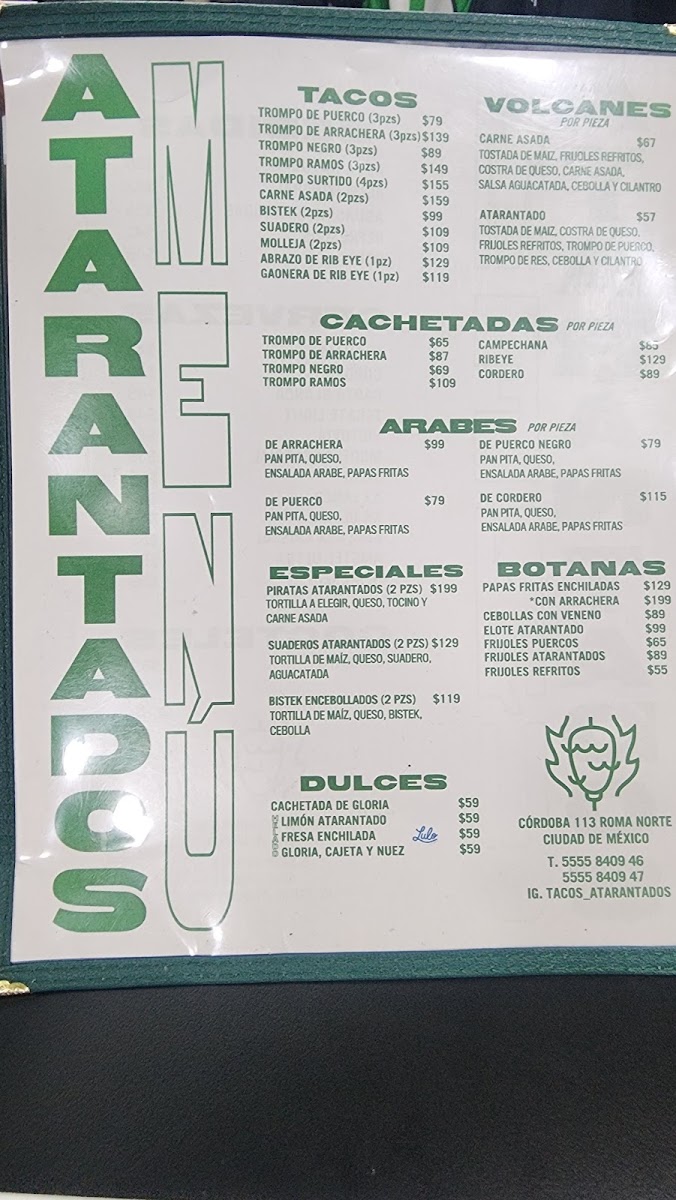 ATARANTADOS
MENÚ
TACOS
TROMPO DE PUERCO (3pzs) $79
TROMPO DE ARRACHERA (3pzs) $139
TROMPO NEGRO (3pzs) $89
TROMPO RAMOS (3pzs) $149
TROMPO SURTIDO (4pzs) $155
CARNE ASADA (2pzs) $159
BISTEK (2pzs) $99
SUADERO (2pzs) $109
MOLLEJA (2pzs) $109
ABRAZO DE RIB EYE (1pz) $129
GAONERA DE RIB EYE (1pz) $119
VOLCANES
POR PIEZA
CARNE ASADA $67
TOSTADA DE MAIZ, FRIJOLES REFRITOS,
COSTRA DE QUESO, CARNE ASADA,
SALSA AGUACATADA, CEBOLLA Y CILANTRO
ATARANTADO $57
TOSTADA DE MAIZ, COSTRA DE QUESO,
FRIJOLES REFRITOS, TROMPO DE PUERCO,
TROMPO DE RES, CEBOLLA Y CILANTRO
CACHETADAS POR PIEZA
TROMPO DE PUERCO $65
TROMPO DE ARRACHERA $87
TROMPO NEGRO $69
TROMPO RAMOS $109
CAMPECHANA $85
RIBEYE $129
CORDERO $89
ARABES POR PIEZA
DE ARRACHERA $99
PAN PITA, QUESO,
ENSALADA ARABE, PAPAS FRITAS
DE PUERCO $79
PAN PITA, QUESO,
ENSALADA ARABE, PAPAS FRITAS
DE PUERCO NEGRO $79
PAN PITA, QUESO,
ENSALADA ARABE, PAPAS FRITAS
DE CORDERO $115
PAN PITA, QUESO,
ENSALADA ARABE, PAPAS FRITAS
ESPECIALES
PIRATAS ATARANTADOS (2 PZS) $199
TORTILLA A ELEGIR, QUESO, TOCINO Y
CARNE ASADA
SUADEROS ATARANTADOS (2 PZS) $129
TORTILLA DE MAÍZ, QUESO, SUADERO,
AGUACATADA
BISTEK ENCEBOLLADOS (2 PZS) $119
TORTILLA DE MAÍZ, QUESO, BISTEK,
CEBOLLA
BOTANAS
PAPAS FRITAS ENCHILADAS $129
*CON ARRACHERA $199
CEBOLLAS CON VENENO $89
ELOTE ATARANTADO $99
FRIJOLES PUERCOS $65
FRIJOLES ATARANTADOS $89
FRIJOLES REFRITOS $55
DULCES
CACHETADA DE GLORIA $59
LIMÓN ATARANTADO $59
FRESA ENCHILADA Lulo $59
GLORIA, CAJETA Y NUEZ $59
CÓRDOBA 113 ROMA NORTE
CIUDAD DE MÉXICO
T. 5555 8409 46
5555 8409 47
IG. TACOS_ATARANTADOS